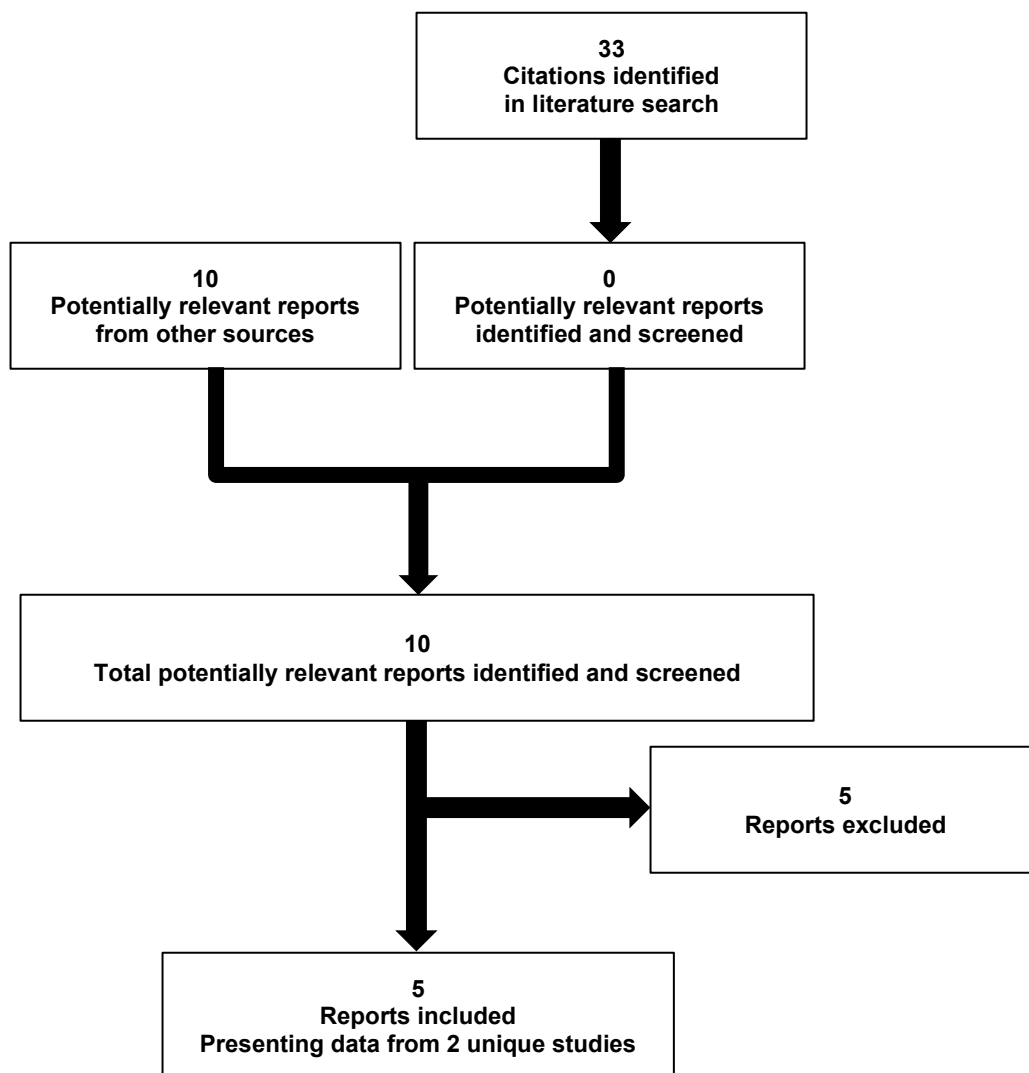 33
Citations identified
in literature search
10
Potentially relevant reports
from other sources
0
Potentially relevant reports
identified and screened
10
Total potentially relevant reports identified and screened
5
Reports excluded
5
Reports included
Presenting data from 2 unique studies